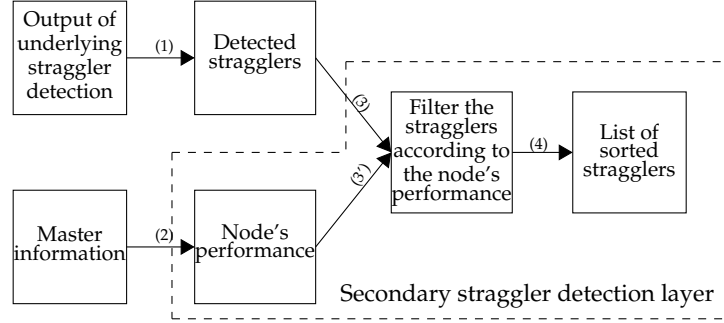 Output of
underlying
straggler
detection
(1)
Detected
stragglers
(3)
Filter the
stragglers
according to
the node's
performance
(4)
List of
sorted
stragglers
Master
information
(2)
Node's
performance
(3')
Secondary straggler detection layer